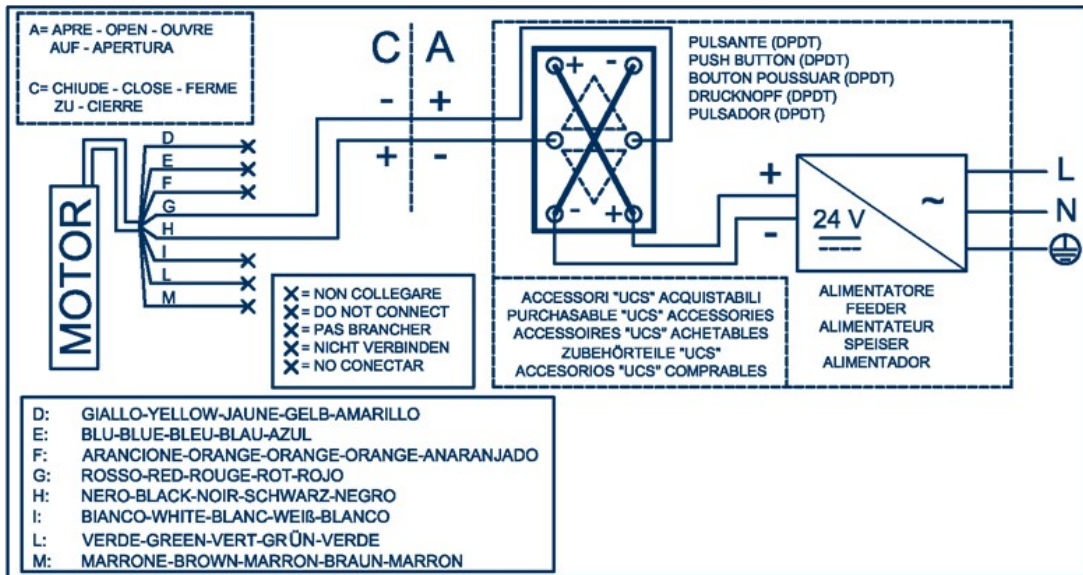 A= APRE - OPEN - OUVRE
AUF - APERTURA
C= CHIUDE - CLOSE - FERME
ZU - CIERRE
C A
- +
+ -
+ -
- +
PULSANTE (DPDT)
PUSH BUTTON (DPDT)
BOUTON POUSSUAR (DPDT)
DRUCKNOPF (DPDT)
PULSADOR (DPDT)
MOTOR
D
E
F
G
H
I
L
M
+
-
24 V
~
L
N
X = NON COLLEGARE
X = DO NOT CONNECT
X = PAS BRANCHER
X = NICHT VERBINDEN
X = NO CONECTAR
ACCESSORI "UCS" ACQUISTABILI
PURCHASABLE "UCS" ACCESSORIES
ACCESSOIRES "UCS" ACHETABLES
ZUBEHÖRTEILE "UCS"
ACCESORIOS "UCS" COMPRABLES
ALIMENTATORE
FEEDER
ALIMENTATEUR
SPEISER
ALIMENTADOR
D: GIALLO-YELLOW-JAUNE-GELB-AMARILLO
E: BLU-BLUE-BLEU-BLAU-AZUL
F: ARANCIONE-ORANGE-ORANGE-ORANGE-ANARANJADO
G: ROSSO-RED-ROUGE-ROT-ROJO
H: NERO-BLACK-NOIR-SCHWARZ-NEGRO
I: BIANCO-WHITE-BLANC-WEIß-BLANCO
L: VERDE-GREEN-VERT-GRÜN-VERDE
M: MARRONE-BROWN-MARRON-BRAUN-MARRON